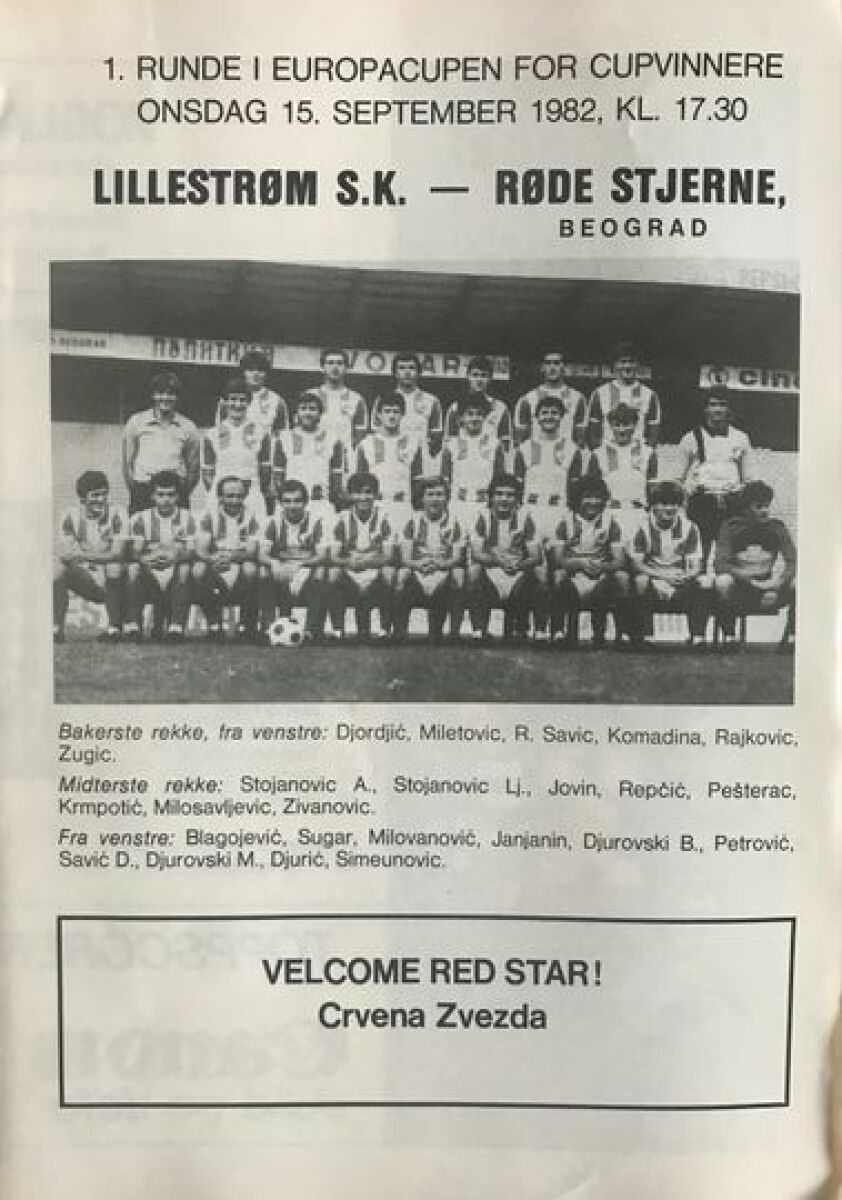 1. RUNDE I EUROPACUPEN FOR CUPVINNERE
ONSDAG 15. SEPTEMBER 1982, KL. 17.30
LILLESTRØM S.K. — RØDE STJERNE,
BEOGRAD
ПОЛИТИКА
Bakerste rekke, fra venstre: Djordjić, Miletovic, R. Savic, Komadina, Rajkovic,
Zugic.
Midterste rekke: Stojanovic A., Stojanovic Lj., Jovin, Repčić, Pešterac,
Krmpotić, Milosavljevic, Zivanovic.
Fra venstre: Blagojević, Sugar, Milovanović, Janjanin, Djurovski B., Petrović,
Savić D., Djurovski M., Djurić, Simeunovic.
VELCOME RED STAR!
Crvena Zvezda